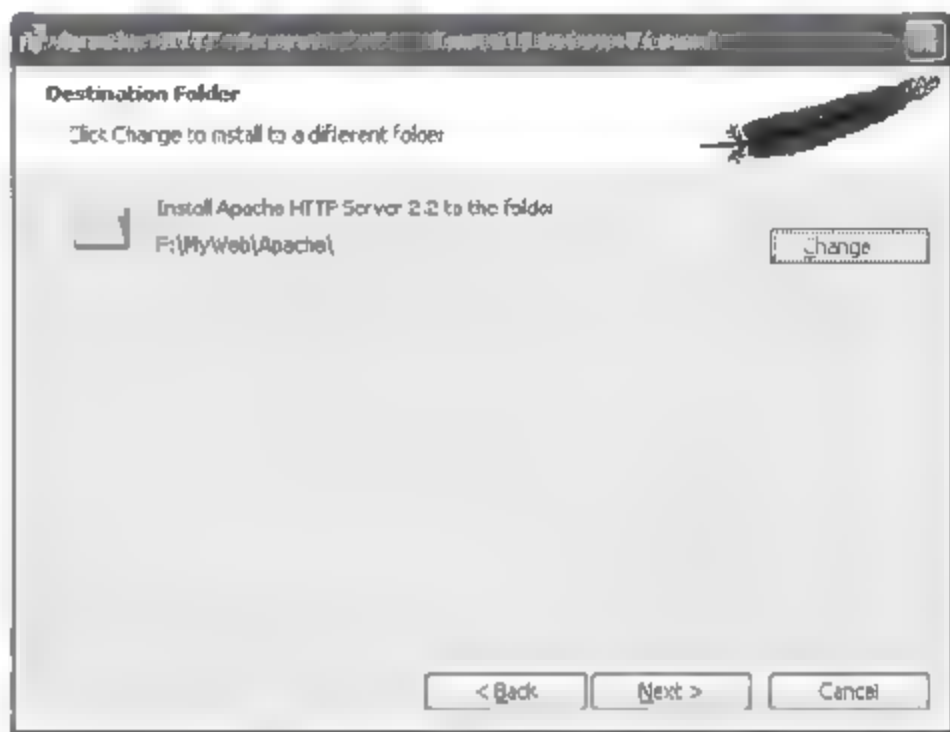 Destination Folder
Click Change to install to a different folder
Install Apache HTTP Server 2.2 to the folder
F:\MyWeb\Apache\
Change
< Back
Next >
Cancel